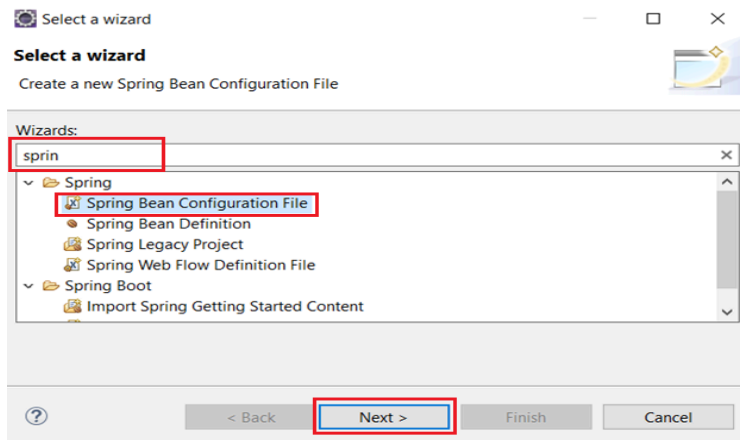 Select a wizard
Select a wizard
Create a new Spring Bean Configuration File
Wizards:
sprin
Spring
Spring Bean Configuration File
Spring Bean Definition
Spring Legacy Project
Spring Web Flow Definition File
Spring Boot
Import Spring Getting Started Content
< Back Next > Finish Cancel